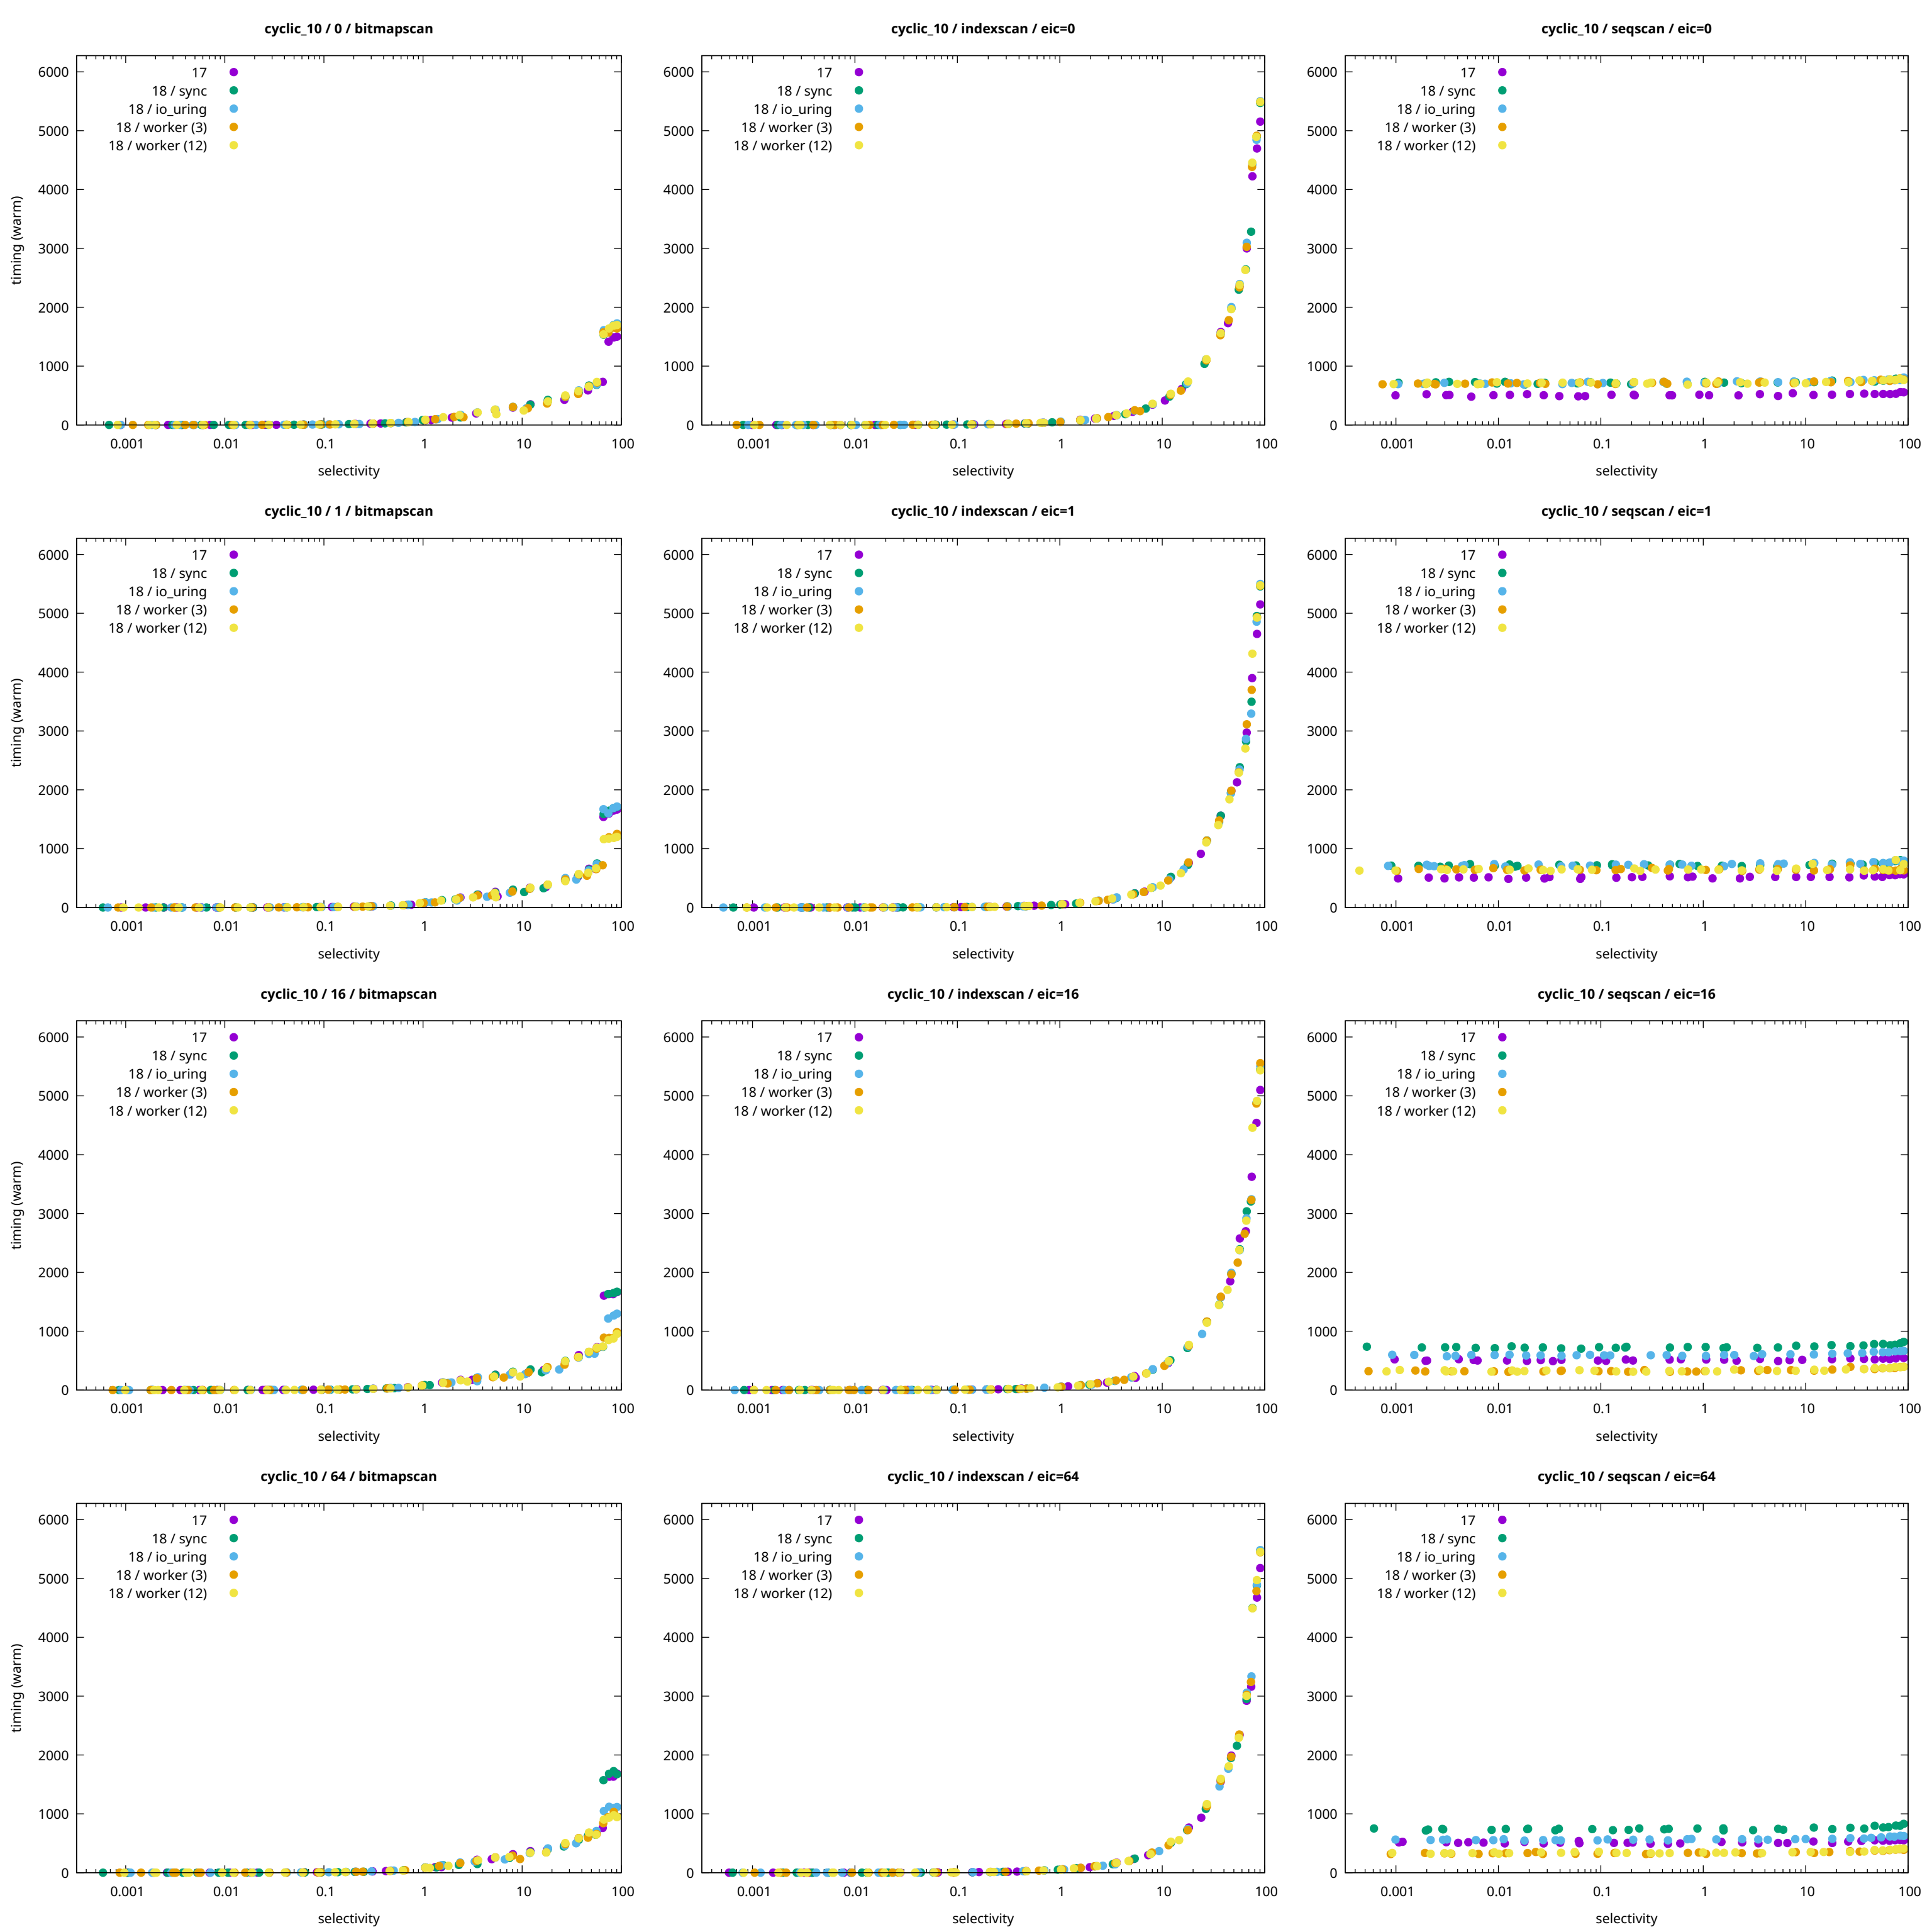 cyclic_10 / 0 / bitmapscan
6000
5000
4000
3000
2000
1000
0
timing (warm)
17
18 / sync
18 / io_uring
18 / worker (3)
18 / worker (12)
0.001 0.01 0.1 1 10 100
selectivity
cyclic_10 / indexscan / eic=0
6000
5000
4000
3000
2000
1000
0
17
18 / sync
18 / io_uring
18 / worker (3)
18 / worker (12)
0.001 0.01 0.1 1 10 100
selectivity
cyclic_10 / seqscan / eic=0
6000
5000
4000
3000
2000
1000
0
17
18 / sync
18 / io_uring
18 / worker (3)
18 / worker (12)
0.001 0.01 0.1 1 10 100
selectivity
cyclic_10 / 1 / bitmapscan
6000
5000
4000
3000
2000
1000
0
timing (warm)
17
18 / sync
18 / io_uring
18 / worker (3)
18 / worker (12)
0.001 0.01 0.1 1 10 100
selectivity
cyclic_10 / indexscan / eic=1
6000
5000
4000
3000
2000
1000
0
17
18 / sync
18 / io_uring
18 / worker (3)
18 / worker (12)
0.001 0.01 0.1 1 10 100
selectivity
cyclic_10 / seqscan / eic=1
6000
5000
4000
3000
2000
1000
0
17
18 / sync
18 / io_uring
18 / worker (3)
18 / worker (12)
0.001 0.01 0.1 1 10 100
selectivity
cyclic_10 / 16 / bitmapscan
6000
5000
4000
3000
2000
1000
0
timing (warm)
17
18 / sync
18 / io_uring
18 / worker (3)
18 / worker (12)
0.001 0.01 0.1 1 10 100
selectivity
cyclic_10 / indexscan / eic=16
6000
5000
4000
3000
2000
1000
0
17
18 / sync
18 / io_uring
18 / worker (3)
18 / worker (12)
0.001 0.01 0.1 1 10 100
selectivity
cyclic_10 / seqscan / eic=16
6000
5000
4000
3000
2000
1000
0
17
18 / sync
18 / io_uring
18 / worker (3)
18 / worker (12)
0.001 0.01 0.1 1 10 100
selectivity
cyclic_10 / 64 / bitmapscan
6000
5000
4000
3000
2000
1000
0
timing (warm)
17
18 / sync
18 / io_uring
18 / worker (3)
18 / worker (12)
0.001 0.01 0.1 1 10 100
selectivity
cyclic_10 / indexscan / eic=64
6000
5000
4000
3000
2000
1000
0
17
18 / sync
18 / io_uring
18 / worker (3)
18 / worker (12)
0.001 0.01 0.1 1 10 100
selectivity
cyclic_10 / seqscan / eic=64
6000
5000
4000
3000
2000
1000
0
17
18 / sync
18 / io_uring
18 / worker (3)
18 / worker (12)
0.001 0.01 0.1 1 10 100
selectivity